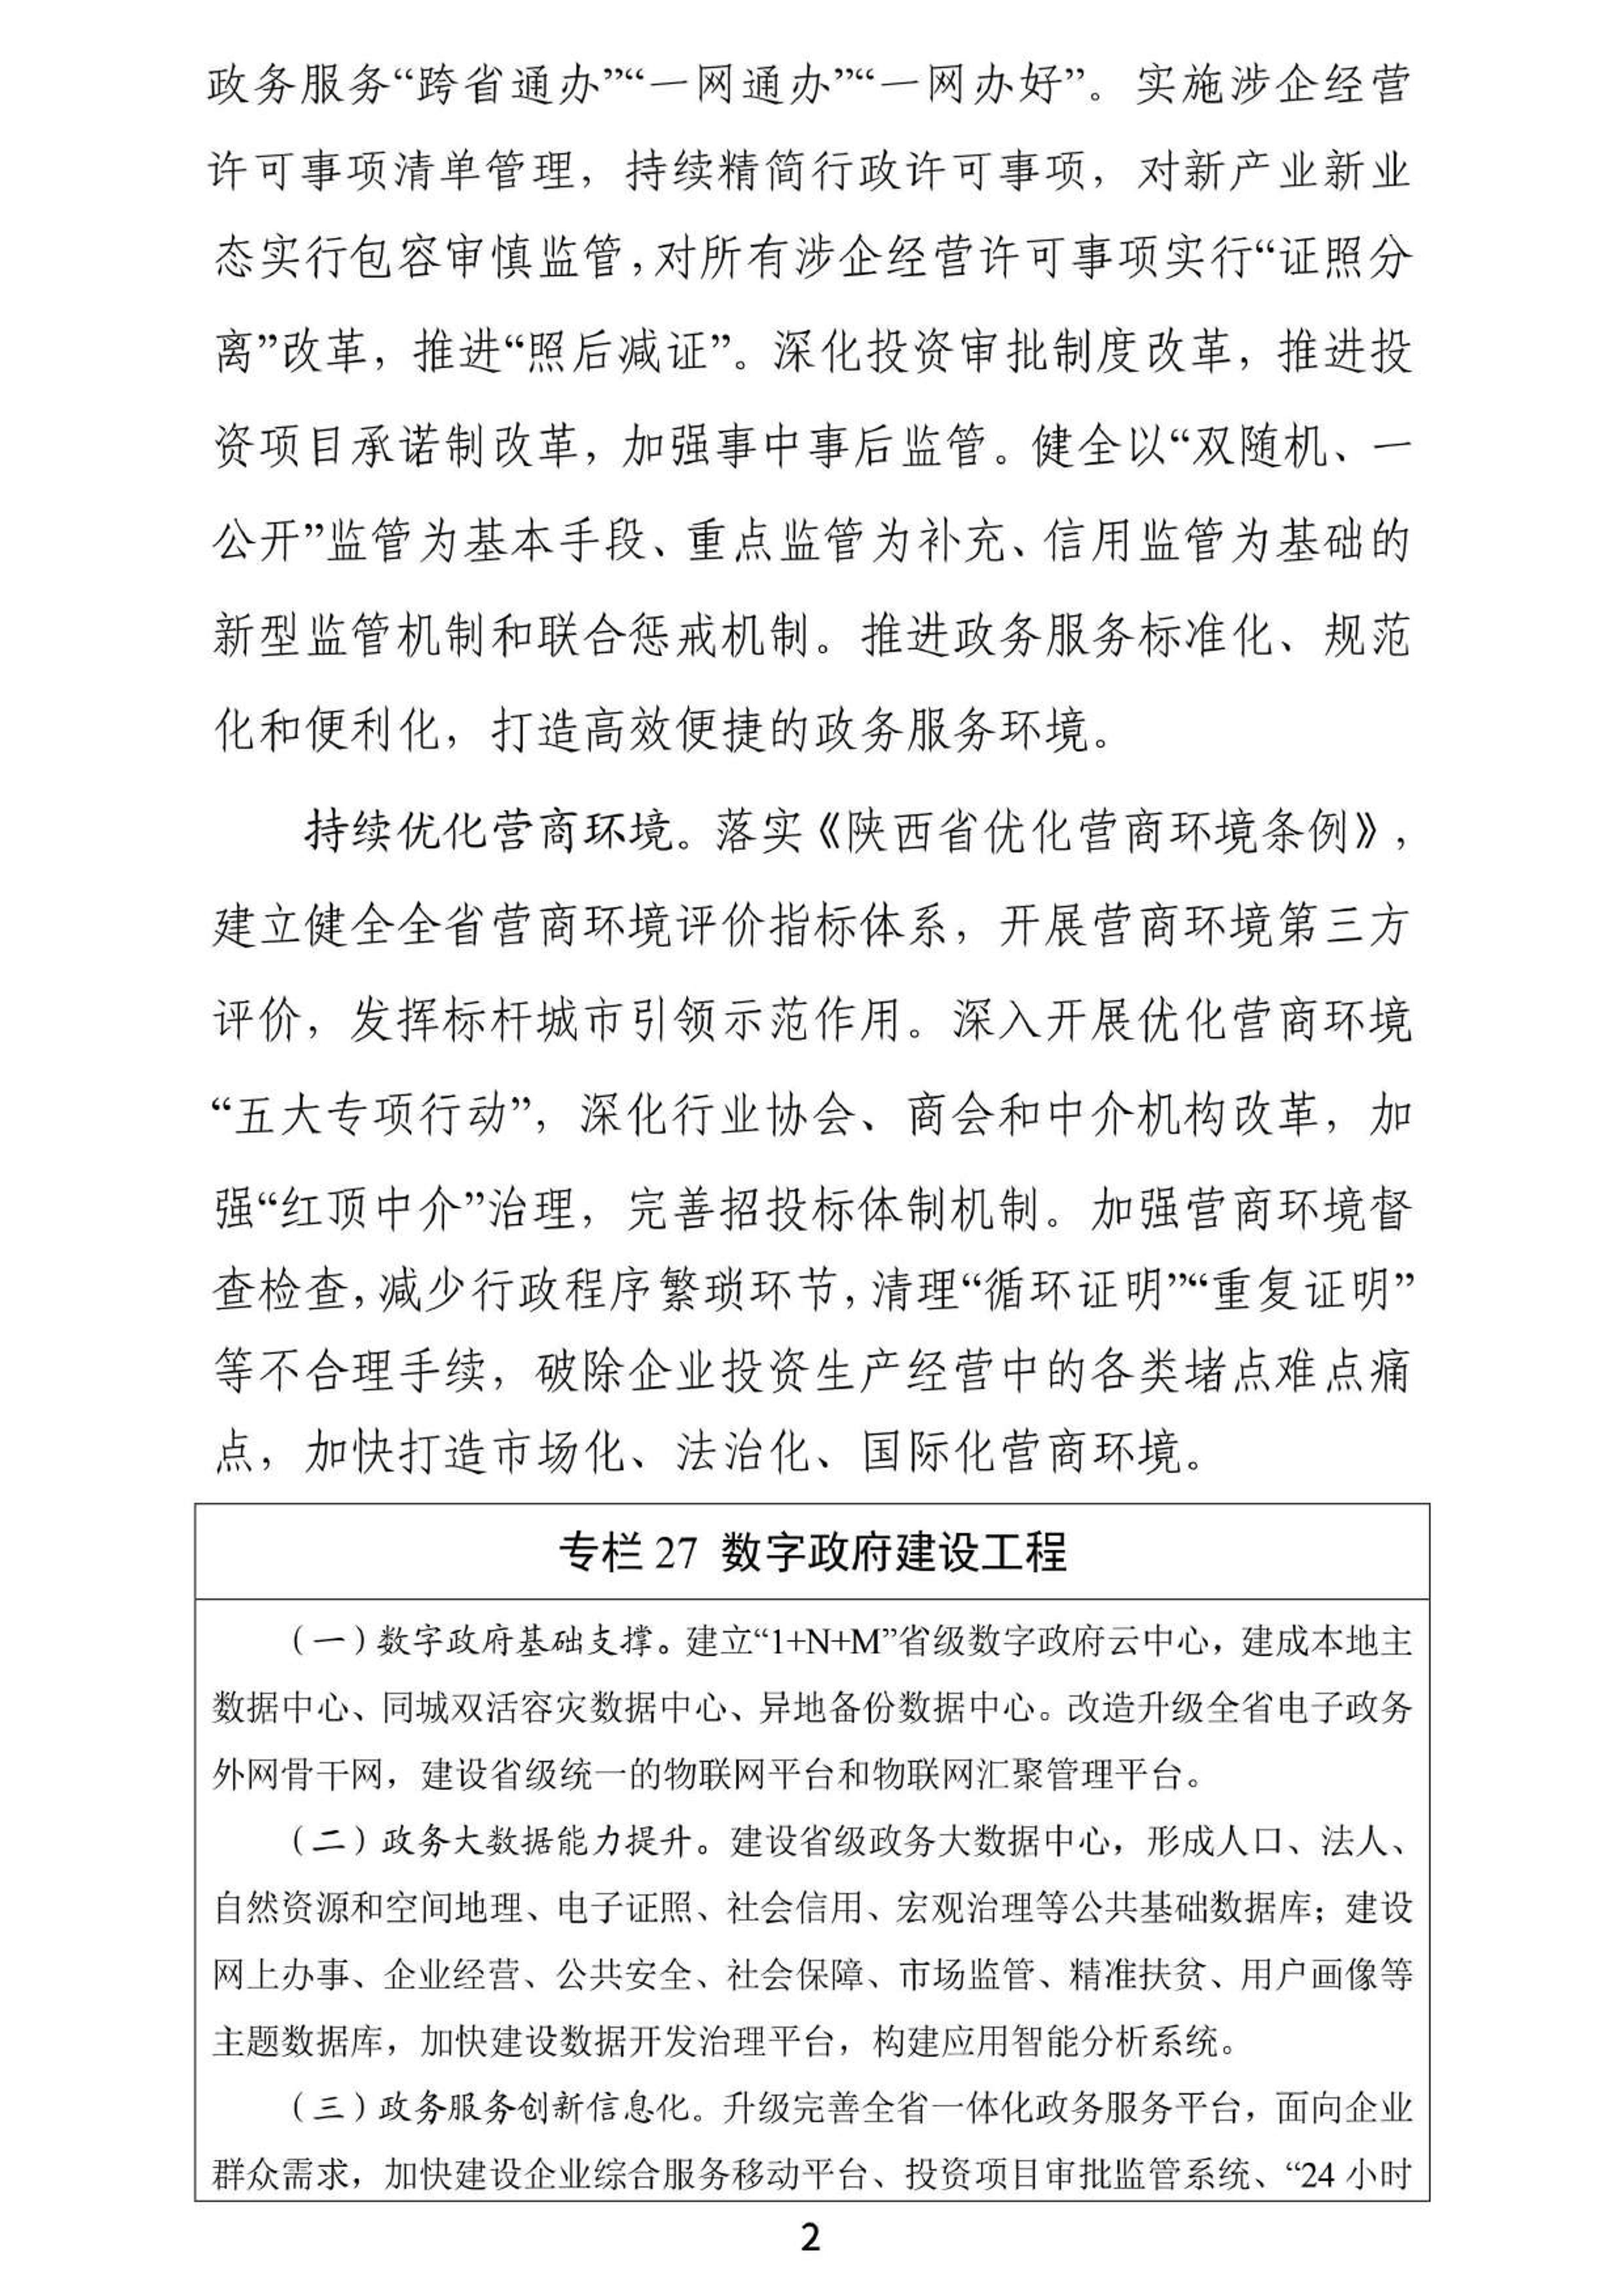 政务服务“跨省通办”“一网通办”“一网办好”。实施涉企经营
许可事项清单管理，持续精简行政许可事项，对新产业新业
态实行包容审慎监管，对所有涉企经营许可事项实行“证照分
离”改革，推进“照后减证”。深化投资审批制度改革，推进投
资项目承诺制改革，加强事中事后监管。健全以“双随机、一
公开”监管为基本手段、重点监管为补充、信用监管为基础的
新型监管机制和联合惩戒机制。推进政务服务标准化、规范
化和便利化，打造高效便捷的政务服务环境。
持续优化营商环境。落实《陕西省优化营商环境条例》，
建立健全全省营商环境评价指标体系，开展营商环境第三方
评价，发挥标杆城市引领示范作用。深入开展优化营商环境
“五大专项行动”，深化行业协会、商会和中介机构改革，加
强“红顶中介”治理，完善招投标体制机制。加强营商环境督
查检查，减少行政程序繁琐环节，清理“循环证明”“重复证明”
等不合理手续，破除企业投资生产经营中的各类堵点难点痛
点，加快打造市场化、法治化、国际化营商环境。
专栏 27 数字政府建设工程
（一）数字政府基础支撑。建立“1+N+M”省级数字政府云中心，建成本地主
数据中心、同城双活容灾数据中心、异地备份数据中心。改造升级全省电子政务
外网骨干网，建设省级统一的物联网平台和物联网汇聚管理平台。
（二）政务大数据能力提升。建设省级政务大数据中心，形成人口、法人、
自然资源和空间地理、电子证照、社会信用、宏观治理等公共基础数据库；建设
网上办事、企业经营、公共安全、社会保障、市场监管、精准扶贫、用户画像等
主题数据库，加快建设数据开发治理平台，构建应用智能分析系统。
（三）政务服务创新信息化。升级完善全省一体化政务服务平台，面向企业
群众需求，加快建设企业综合服务移动平台、投资项目审批监管系统、“24 小时
2